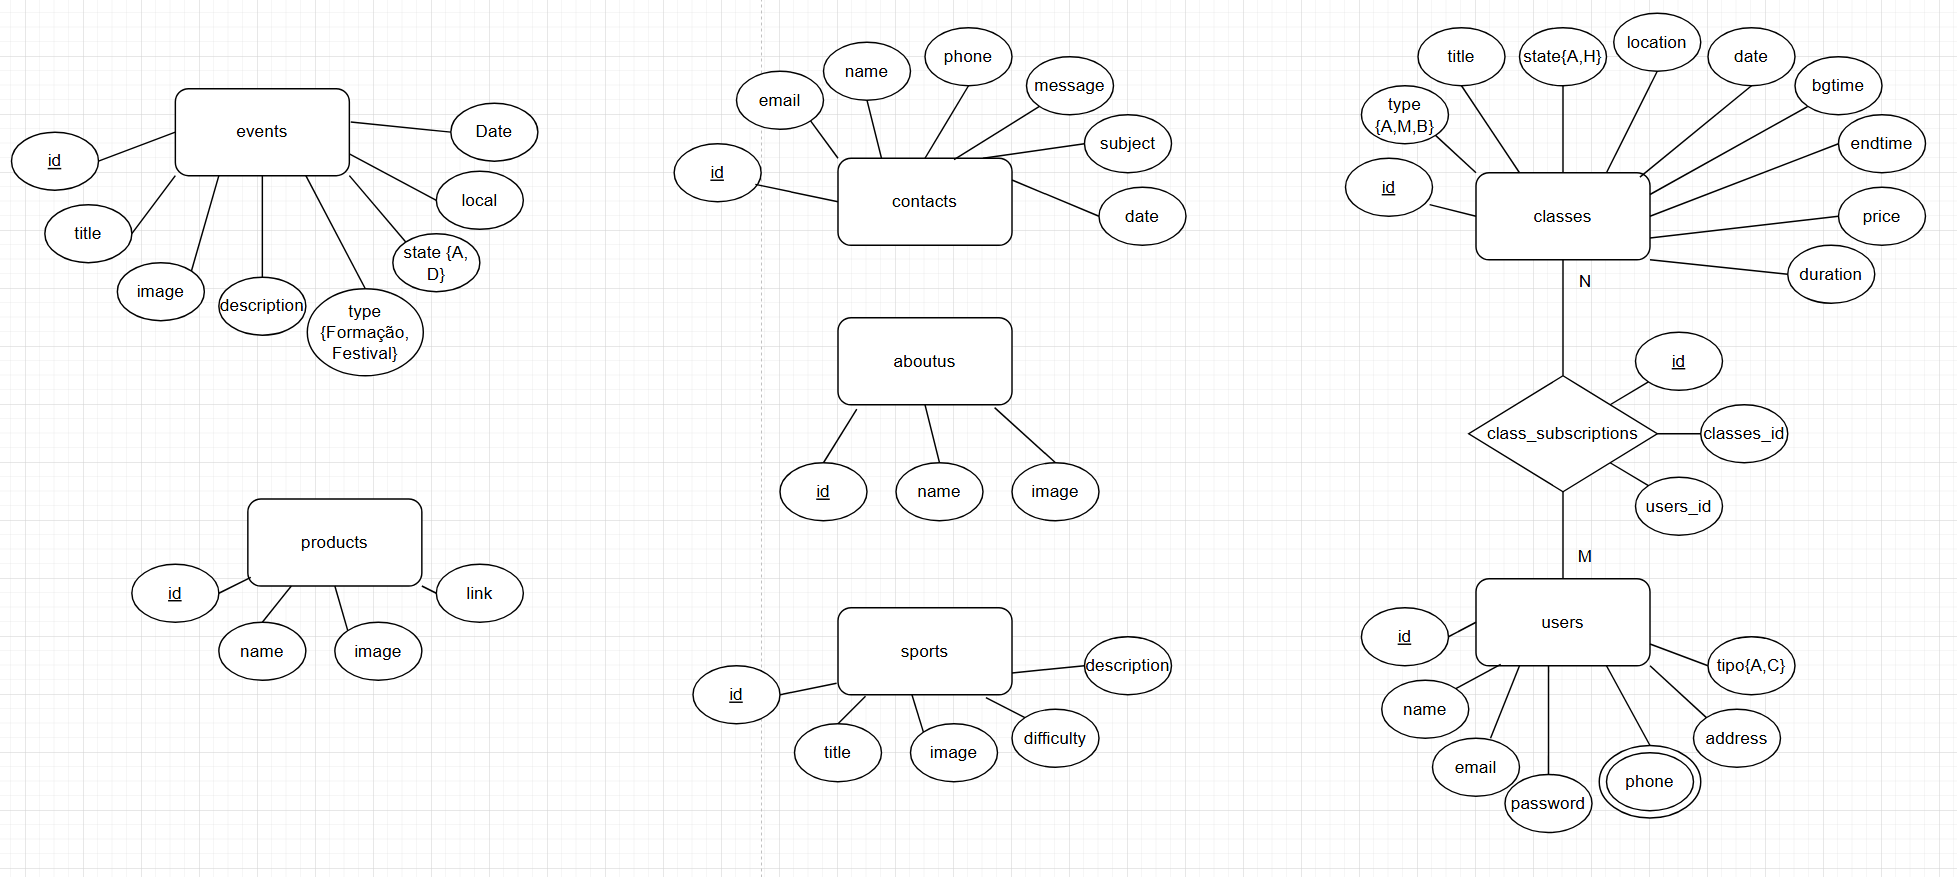 events
id
title
image
description
type
{Formação,
Festival}
state {A,
D}
local
Date
products
id
name
image
link
contacts
id
email
name
phone
message
subject
date
aboutus
id
name
image
sports
id
title
image
difficulty
description
classes
id
type
{A,M,B}
title
state{A,H}
location
date
bgtime
endtime
price
duration
N
class_subscriptions
id
classes_id
users_id
M
users
id
name
email
password
phone
address
tipo{A,C}